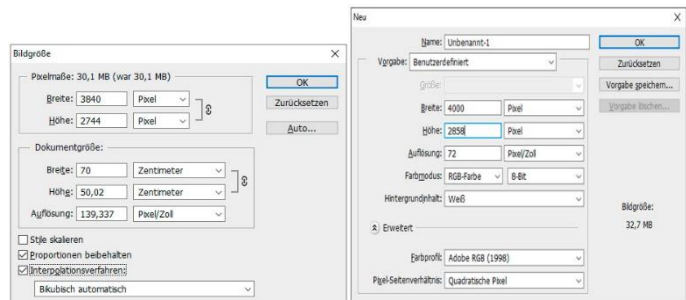 Bildgröße
Pixelmaße: 30,1 MB (war 30,1 MB)
Breite: 3840 Pixel
Höhe: 2744 Pixel
OK
Zurücksetzen
Auto...
Dokumentgröße:
Breite: 70 Zentimeter
Höhe: 50,02 Zentimeter
Auflösung: 139,337 Pixel/Zoll
Stile skalieren
Proportionen beibehalten
Interpolationsverfahren:
Bikubisch automatisch
Neu
Name: Unbenannt-1
OK
Vorgabe: Benutzerdefiniert
Zurücksetzen
Größe:
Vorgabe speichern...
Breite: 4000 Pixel
Vorgabe löschen...
Höhe: 2858 Pixel
Auflösung: 72 Pixel/Zoll
Farbmodus: RGB-Farbe 8-Bit
Hintergrundinhalt: Weiß
Bildgröße:
32,7 MB
Erweitert
Farbprofil: Adobe RGB (1998)
Pixel-Seitenverhältnis: Quadratische Pixel